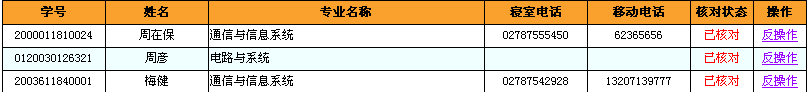 学号 姓名 专业名称 寝室电话 移动电话 核对状态 操作
2000011810024 周在保 通信与信息系统 02787555450 62365656 已核对 反操作
0120030126321 周彦 电路与系统 已核对 反操作
2003611840001 梅健 通信与信息系统 02787542928 13207139777 已核对 反操作